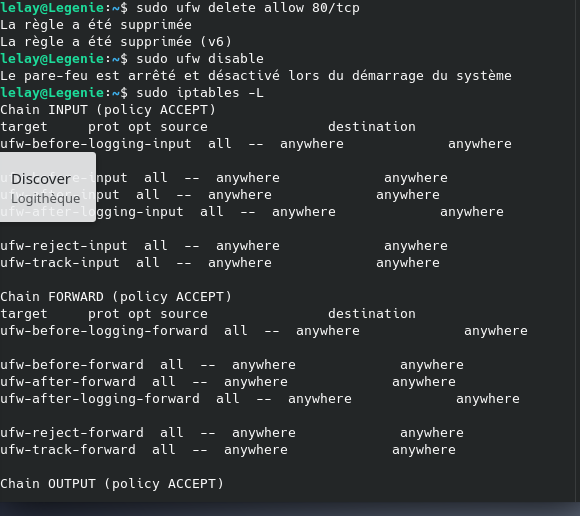 lelay@Legenie:~$ sudo ufw delete allow 80/tcp
La règle a été supprimée
La règle a été supprimée (v6)
lelay@Legenie:~$ sudo ufw disable
Le pare-feu est arrêté et désactivé lors du démarrage du système
lelay@Legenie:~$ sudo iptables -L
Chain INPUT (policy ACCEPT)
target     prot opt source               destination
ufw-before-logging-input  all  --  anywhere             anywhere
Discover
Logithèque
ufw-before-input  all  --  anywhere             anywhere
ufw-after-input  all  --  anywhere             anywhere
ufw-after-logging-input  all  --  anywhere             anywhere
ufw-reject-input  all  --  anywhere             anywhere
ufw-track-input  all  --  anywhere             anywhere
Chain FORWARD (policy ACCEPT)
target     prot opt source               destination
ufw-before-logging-forward  all  --  anywhere             anywhere
ufw-before-forward  all  --  anywhere             anywhere
ufw-after-forward  all  --  anywhere             anywhere
ufw-after-logging-forward  all  --  anywhere             anywhere
ufw-reject-forward  all  --  anywhere             anywhere
ufw-track-forward  all  --  anywhere             anywhere
Chain OUTPUT (policy ACCEPT)